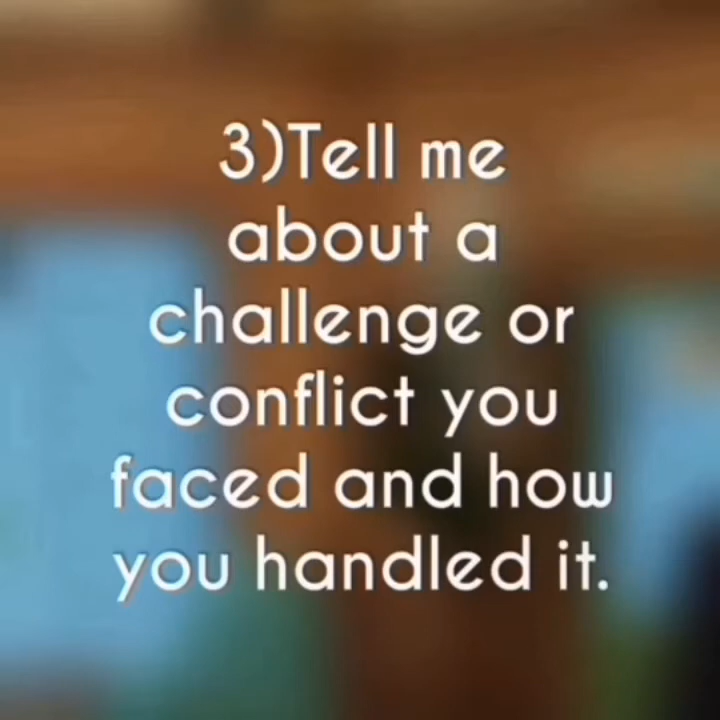 3)Tell me
about a
challenge or
conflict you
faced and how
you handled it.